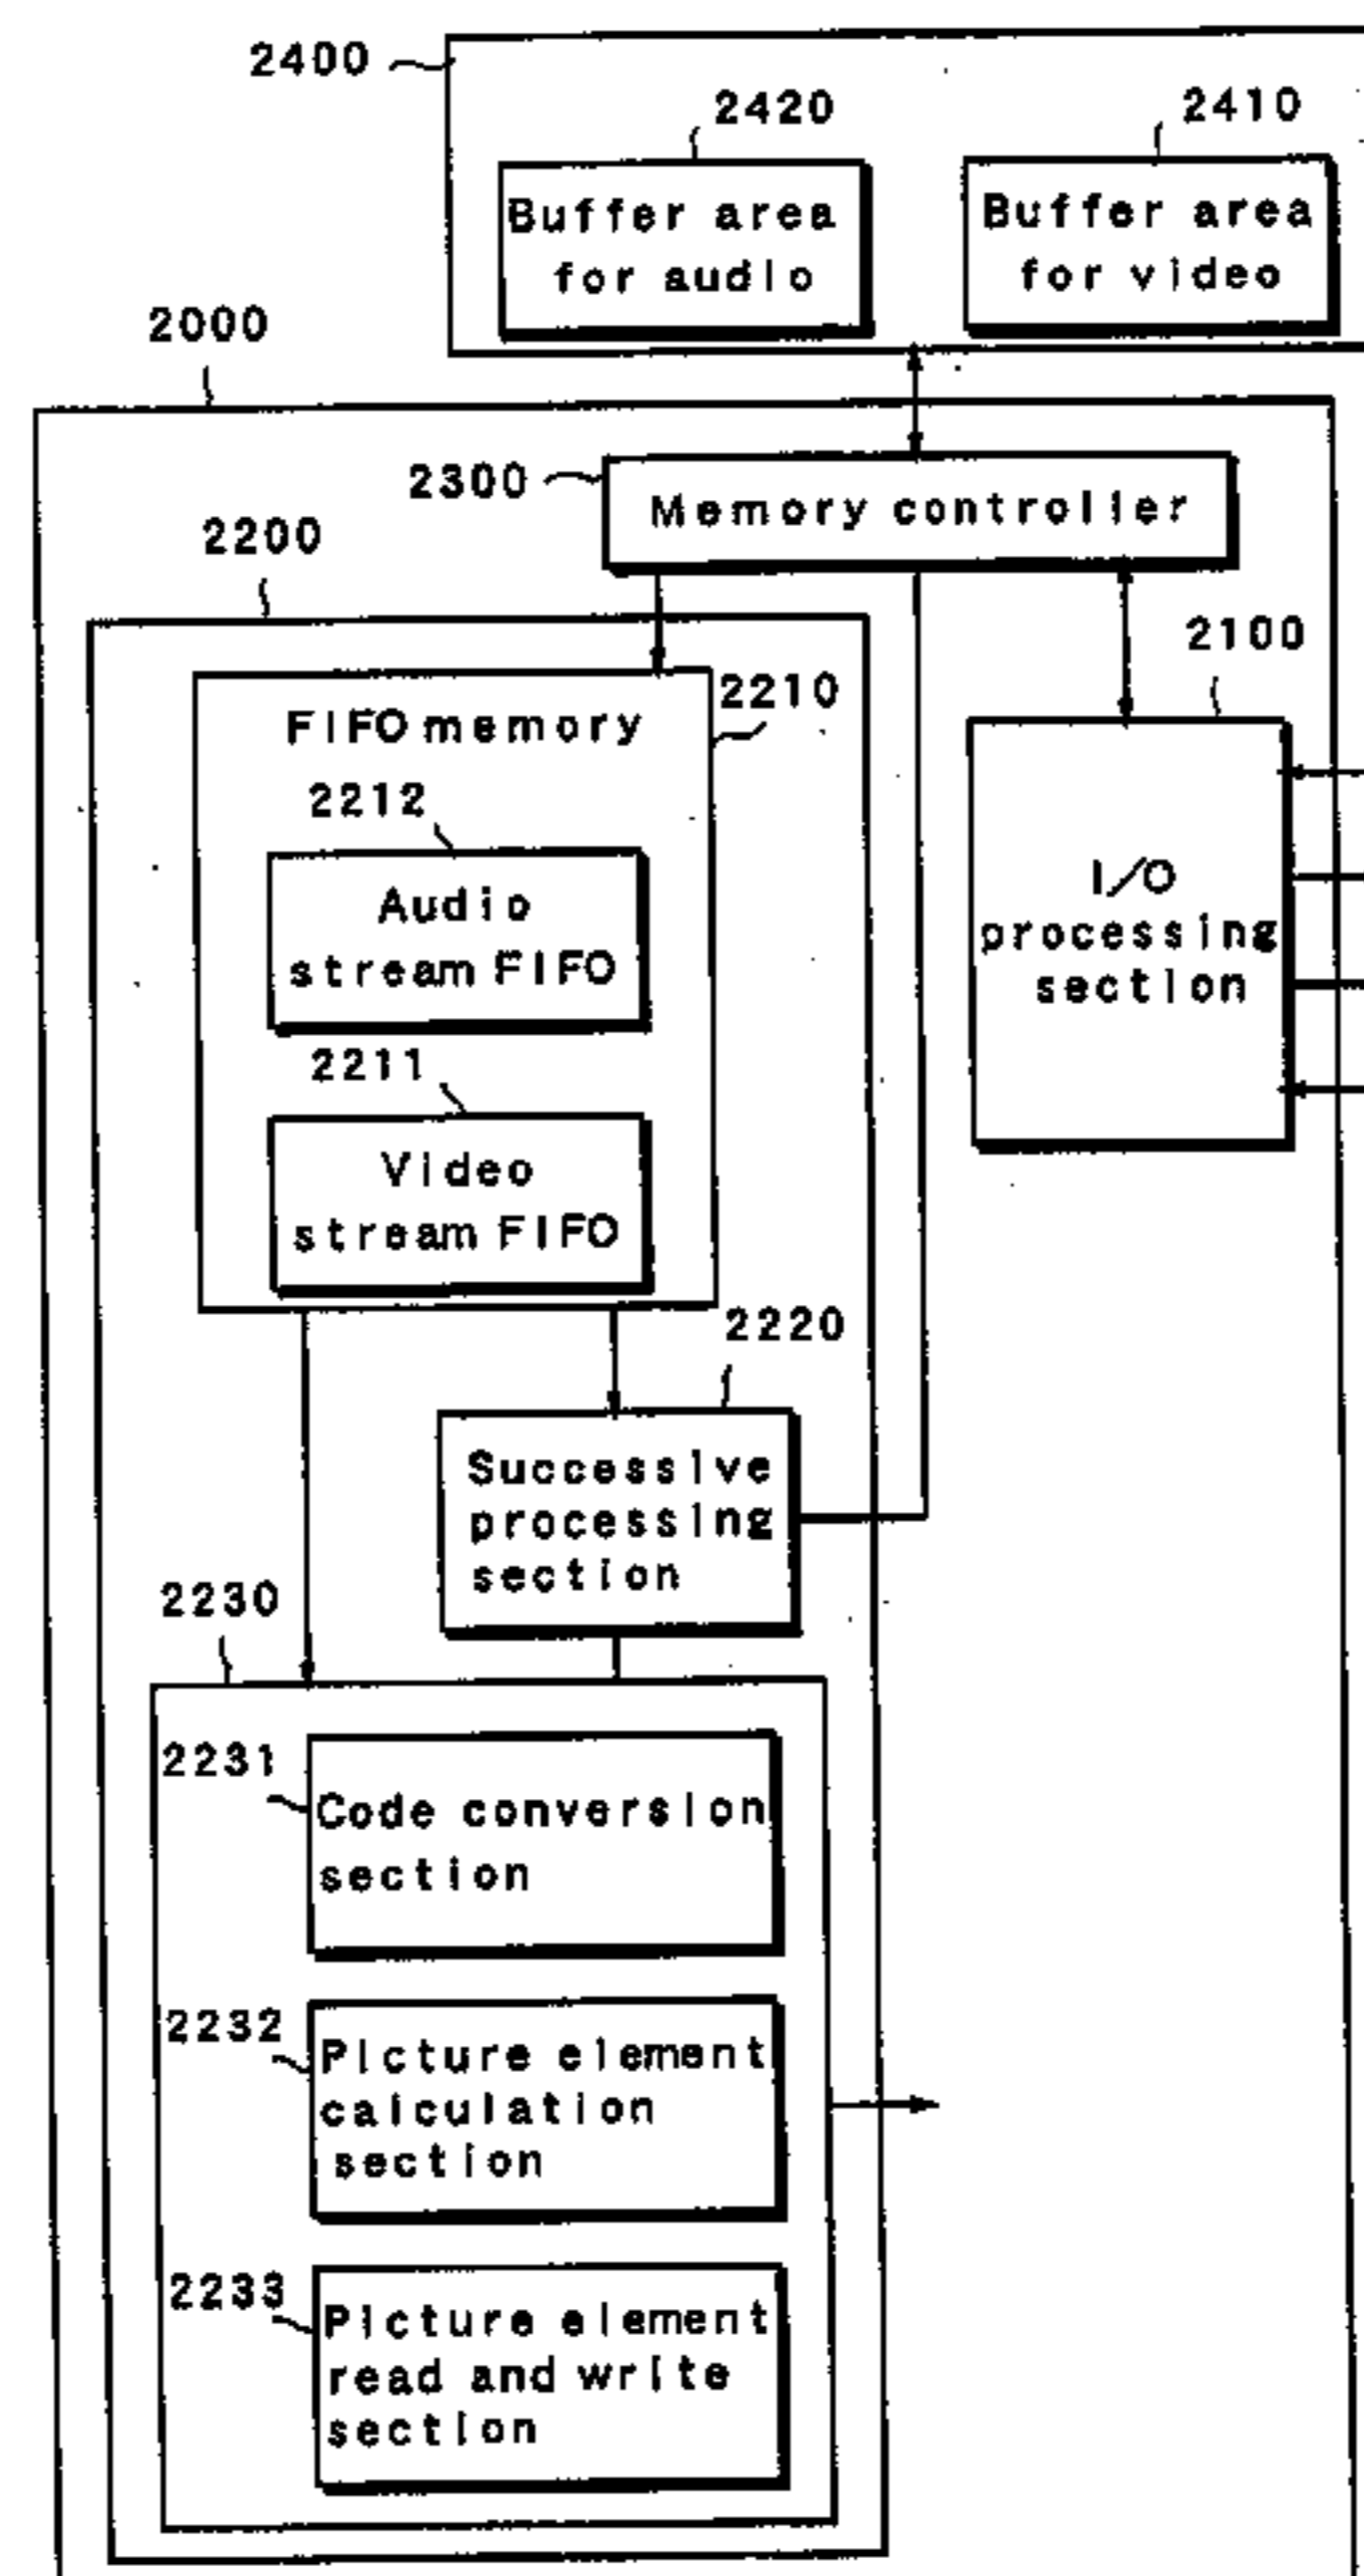 2400
2420
2410
Buffer area
for audio
Buffer area
for video
2000
2300
Memory controller
2200
2100
2210
FIFO memory
2212
Audio
stream FIFO
I/O
processing
section
2211
Video
stream FIFO
2220
Successive
processing
section
2230
2231
Code conversion
section
2232
Picture element
calculation
section
2233
Picture element
read and write
section